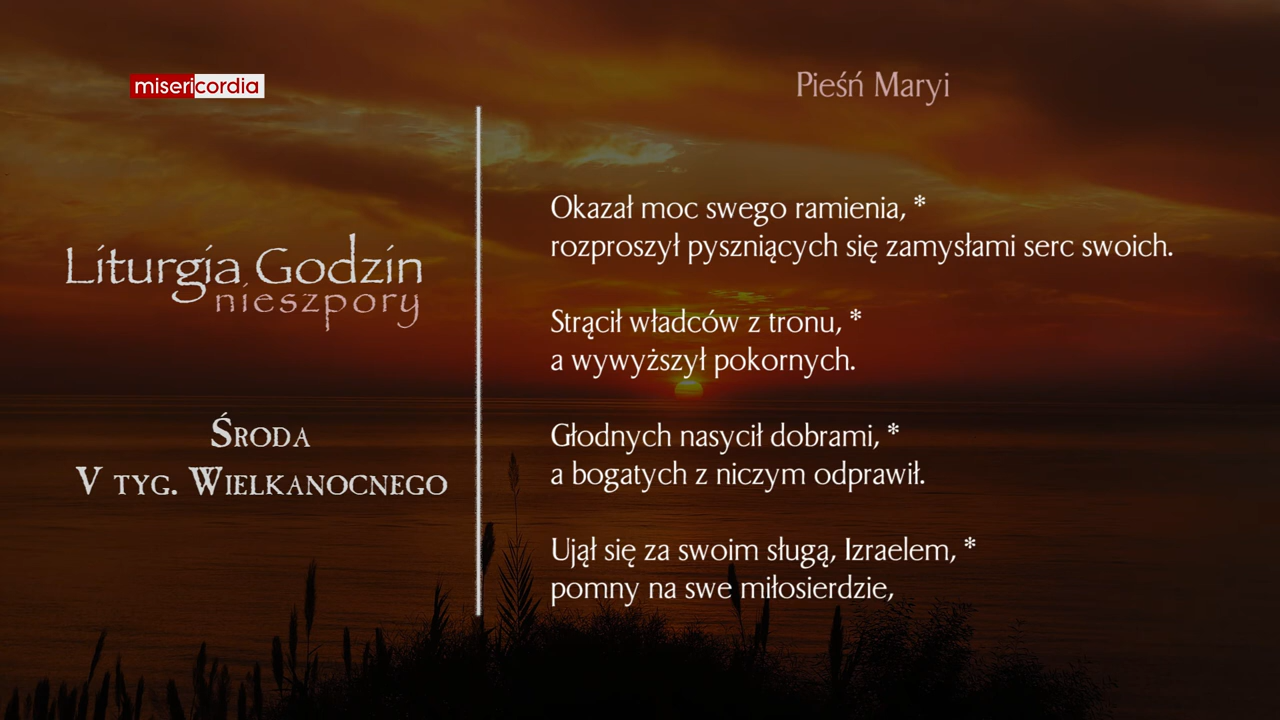 misericordia
Pieśń Maryi
Liturgia Godzin
nieszpory
Środa
V tyg. Wielkanocnego
Okazał moc swego ramienia, *
rozproszył pyszniących się zamysłami serc swoich.
Strącił władców z tronu, *
a wywyższył pokornych.
Głodnych nasycił dobrami, *
a bogatych z niczym odprawił.
Ujął się za swoim sługą, Izraelem, *
pomny na swe miłosierdzie,